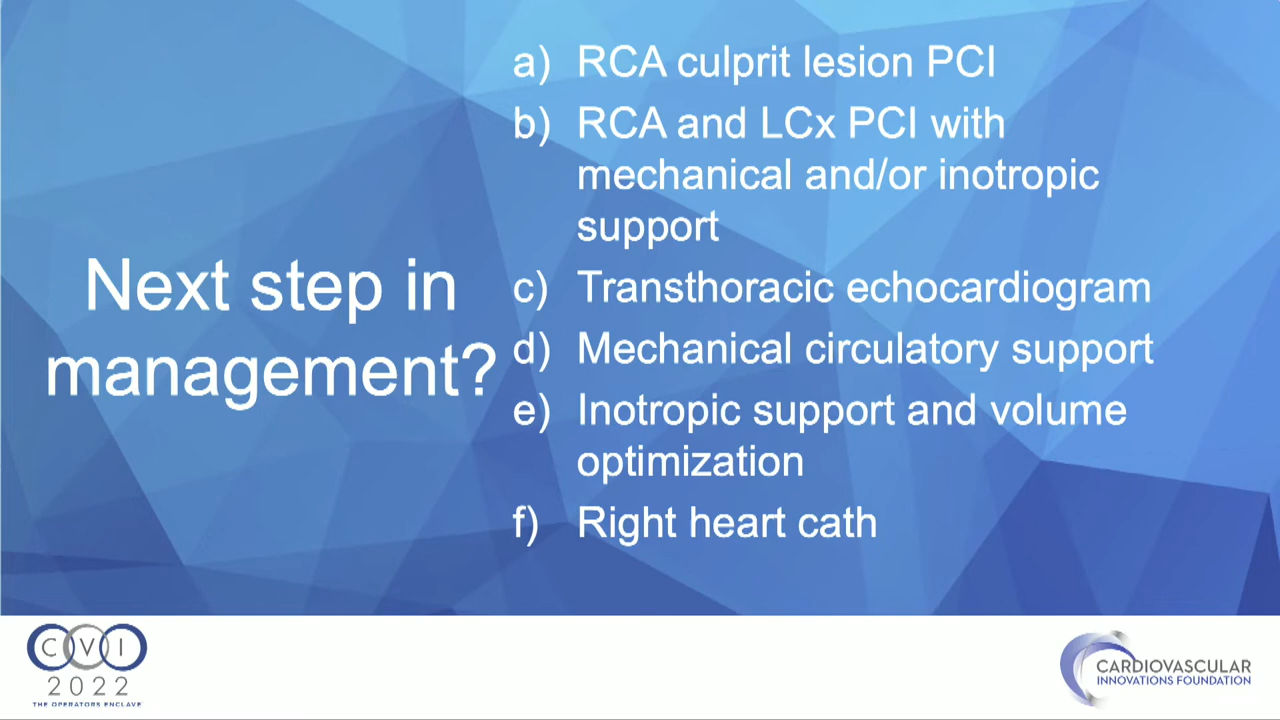 Next step in
management?
a) RCA culprit lesion PCI
b) RCA and LCx PCI with
mechanical and/or inotropic
support
c) Transthoracic echocardiogram
d) Mechanical circulatory support
e) Inotropic support and volume
optimization
f) Right heart cath
CVI
2022
THE OPERATORS ENCLAVE
CARDIOVASCULAR
INNOVATIONS FOUNDATION